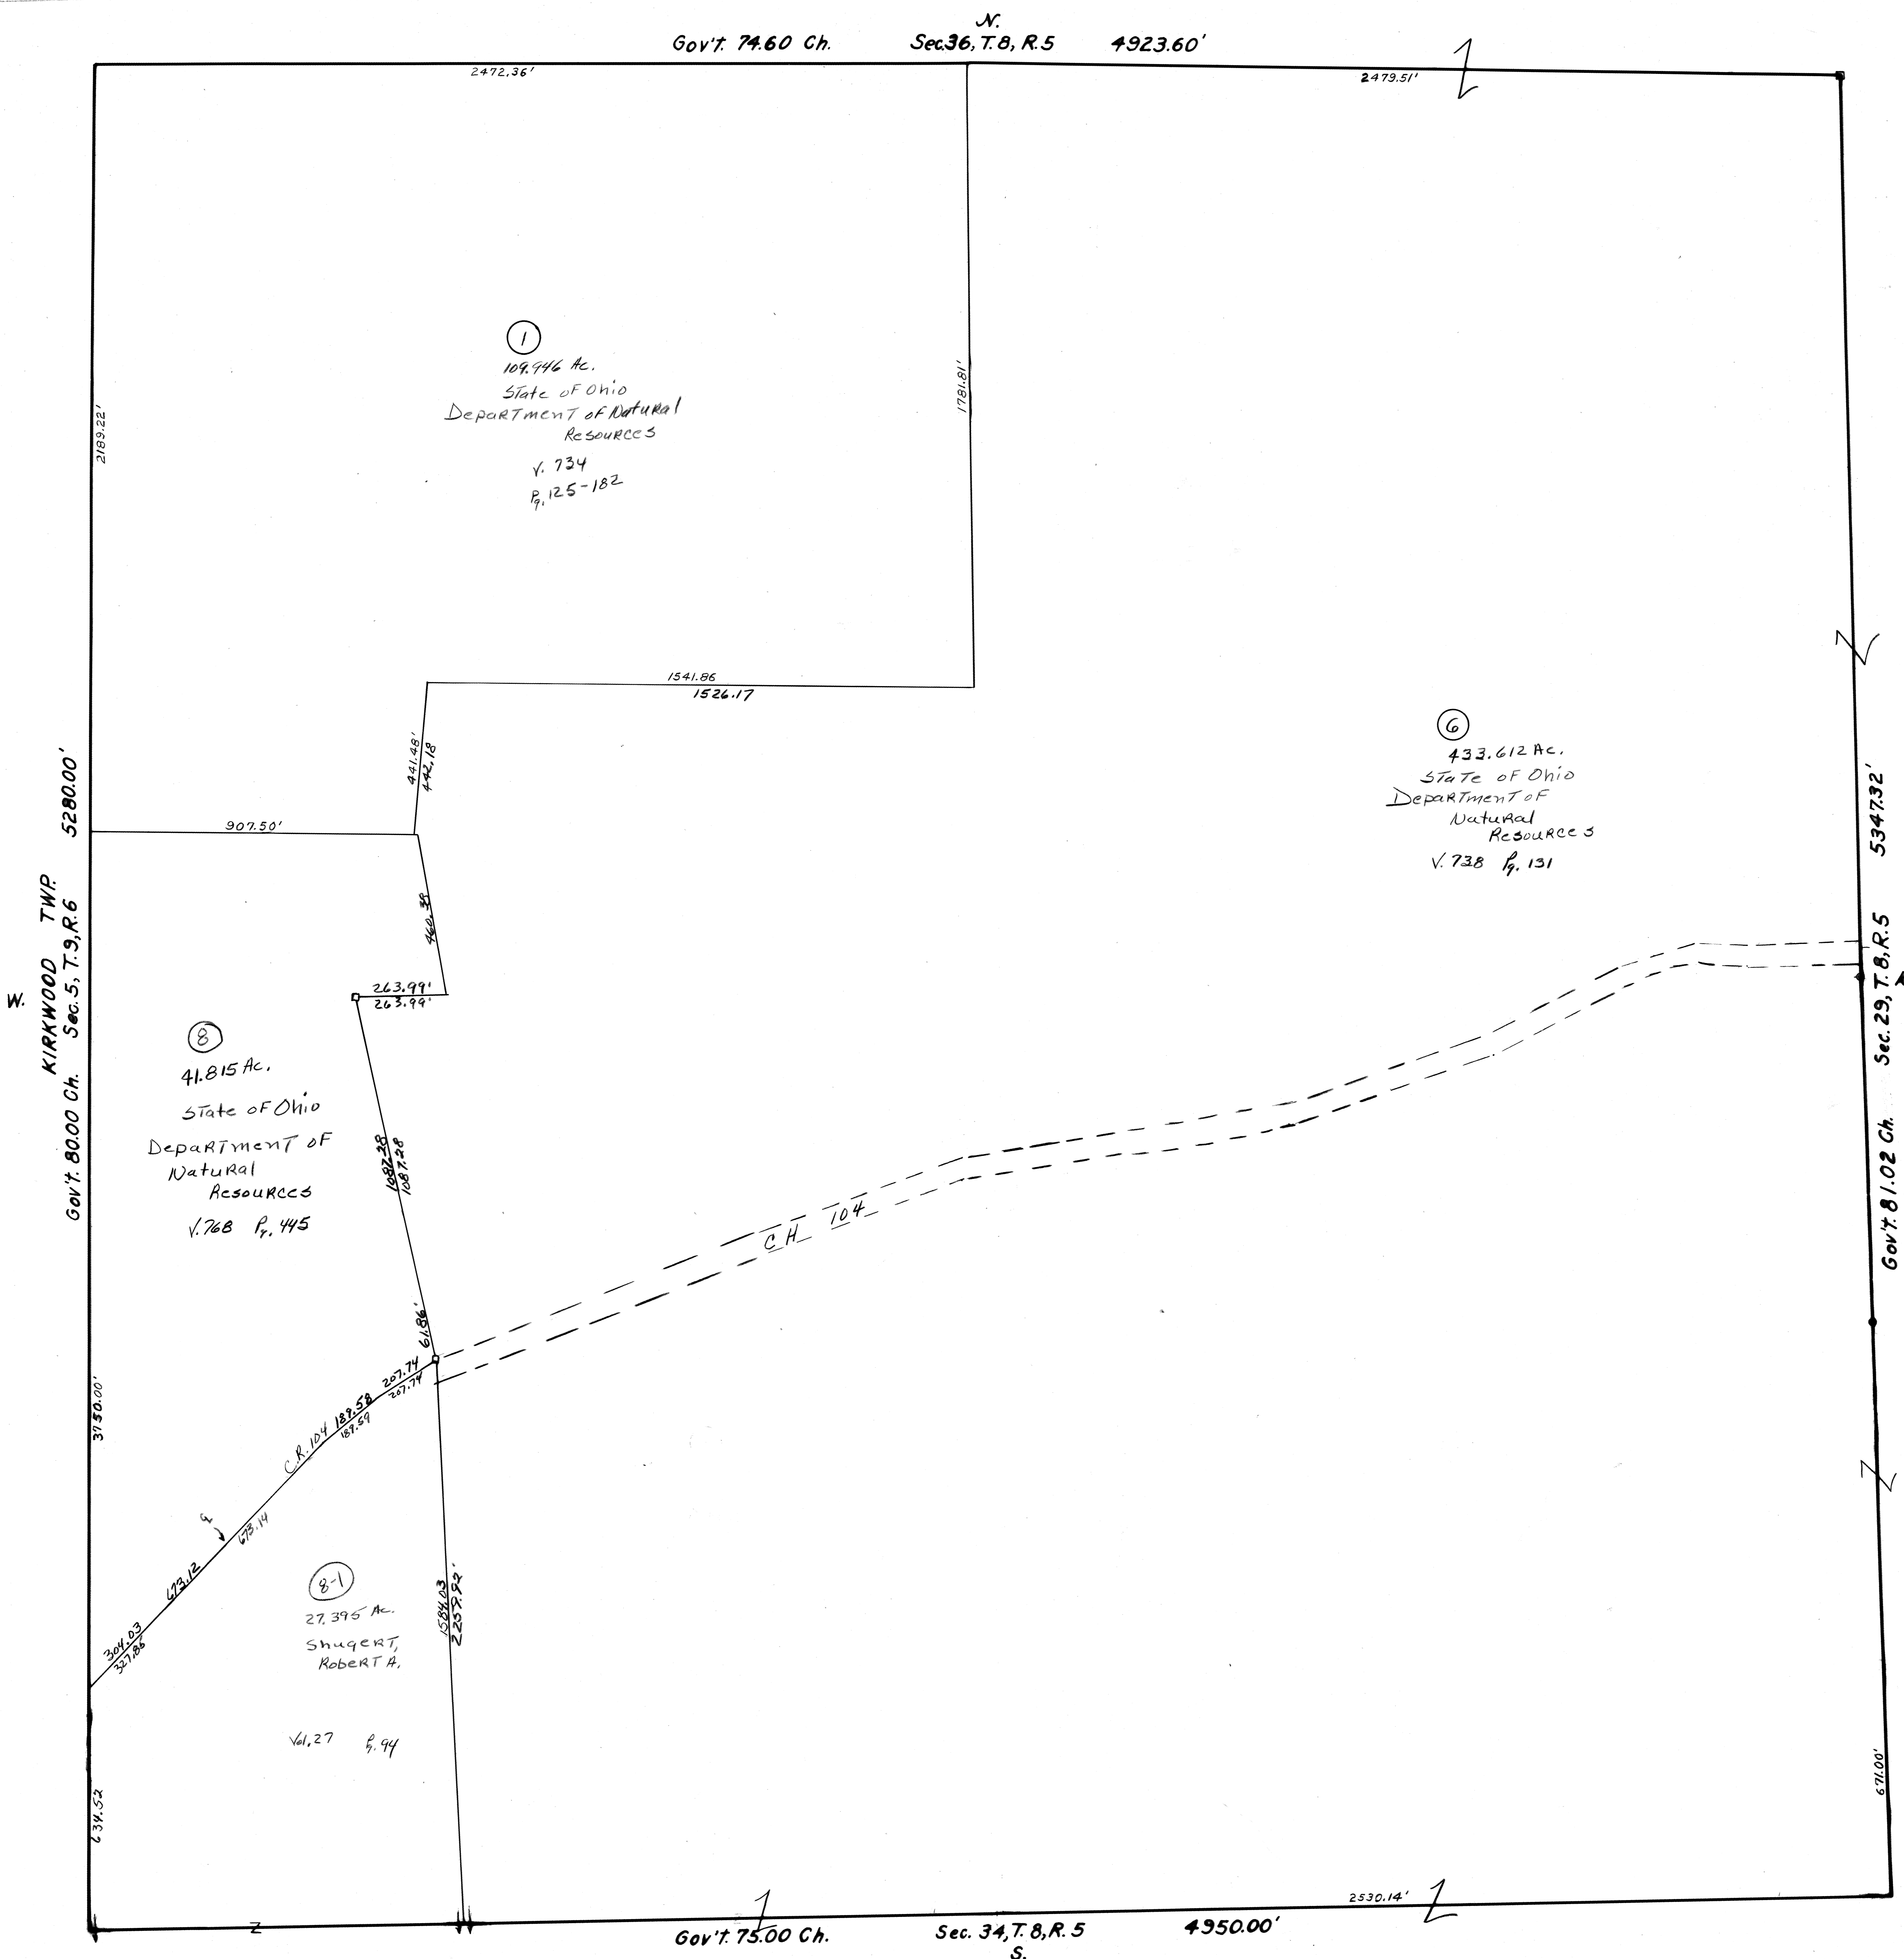 N.
Gov't. 74.60 Ch. Sec. 36, T. 8, R. 5 4923.60'
2472.36'
2479.51'
1
109.946 Ac.
State of Ohio
Department of Natural
Resources
V. 734
Pg. 125-182
2189.22'
1781.81'
1541.86
1526.17
441.48'
442.18
907.50'
460.39
263.99'
263.99'
6
433.612 Ac.
State of Ohio
Department of
Natural
Resources
V. 738 Pg. 131
W.
KIRKWOOD TWP.
Gov't. 80.00 Ch. Sec. 5, T. 9, R. 6 5280.00'
Gov't. 81.02 Ch. Sec. 29, T. 8, R. 5 5347.32'
8
41.815 Ac.
State of Ohio
Department of
Natural
Resources
V. 768 Pg. 445
1087.28
1087.28
61.86'
C H 104
207.74
207.74
189.58
189.59
C.R. 104
673.14
673.12
304.03
327.86
3750.00'
8-1
27.395 Ac.
Shugert,
Robert A.
Vol. 27 Pg. 94
1584.03
2259.92'
634.52
671.00'
2530.14'
Gov't. 75.00 Ch. Sec. 34, T. 8, R. 5 4950.00'
S.